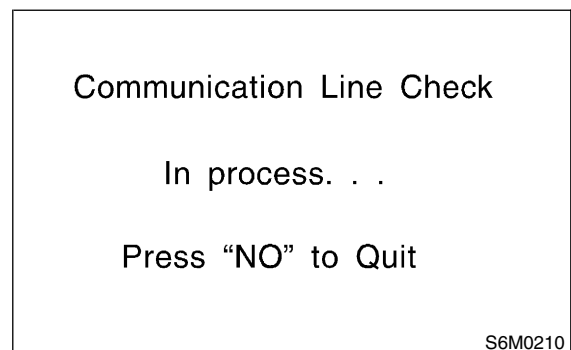 Communication Line Check
In process. . .
Press “NO” to Quit
S6M0210